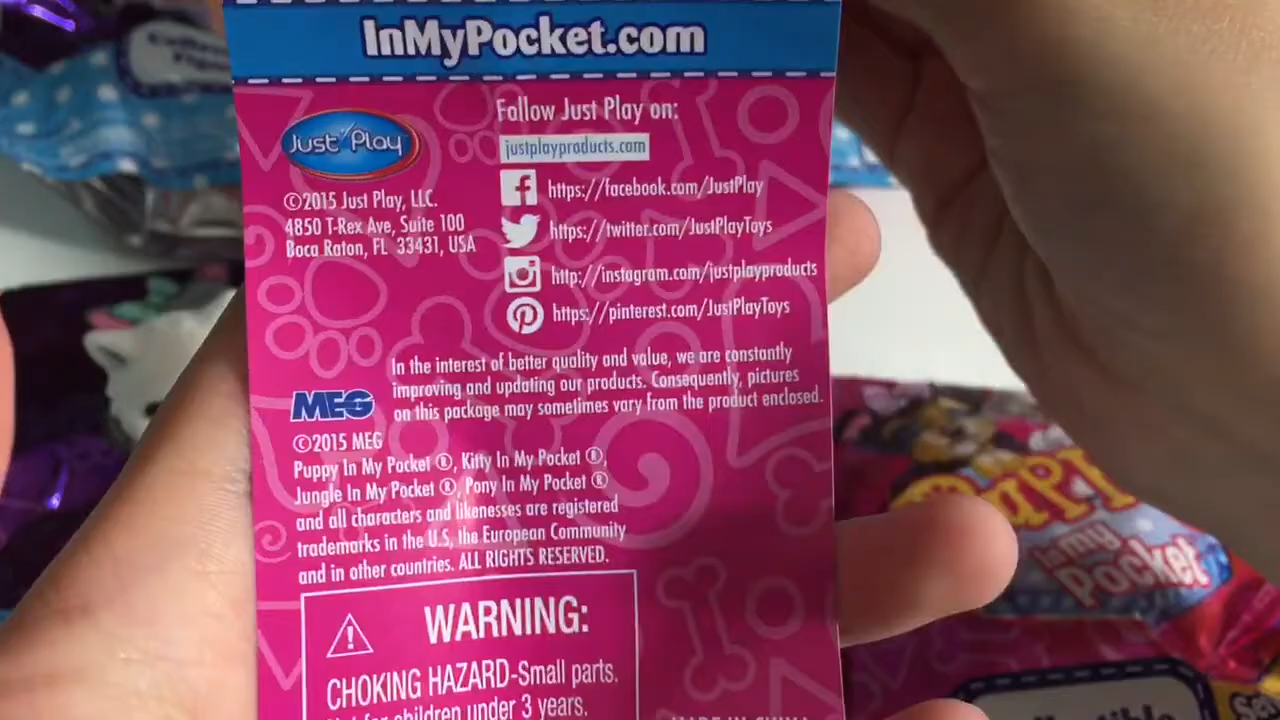 InMyPocket.com
Just Play
Follow Just Play on:
justplayproducts.com
https://facebook.com/JustPlay
https://twitter.com/JustPlayToys
http://instagram.com/justplayproducts
https://pinterest.com/JustPlayToys
©2015 Just Play, LLC.
4850 T-Rex Ave, Suite 100
Boca Raton, FL 33431, USA
In the interest of better quality and value, we are constantly
improving and updating our products. Consequently, pictures
on this package may sometimes vary from the product enclosed.
MEG
©2015 MEG
Puppy In My Pocket ®, Kitty In My Pocket ®,
Jungle In My Pocket ®, Pony In My Pocket ®
and all characters and likenesses are registered
trademarks in the U.S, the European Community
and in other countries. ALL RIGHTS RESERVED.
WARNING:
CHOKING HAZARD-Small parts.
Not for children under 3 years.
MADE IN CHINA
in my
Pocket